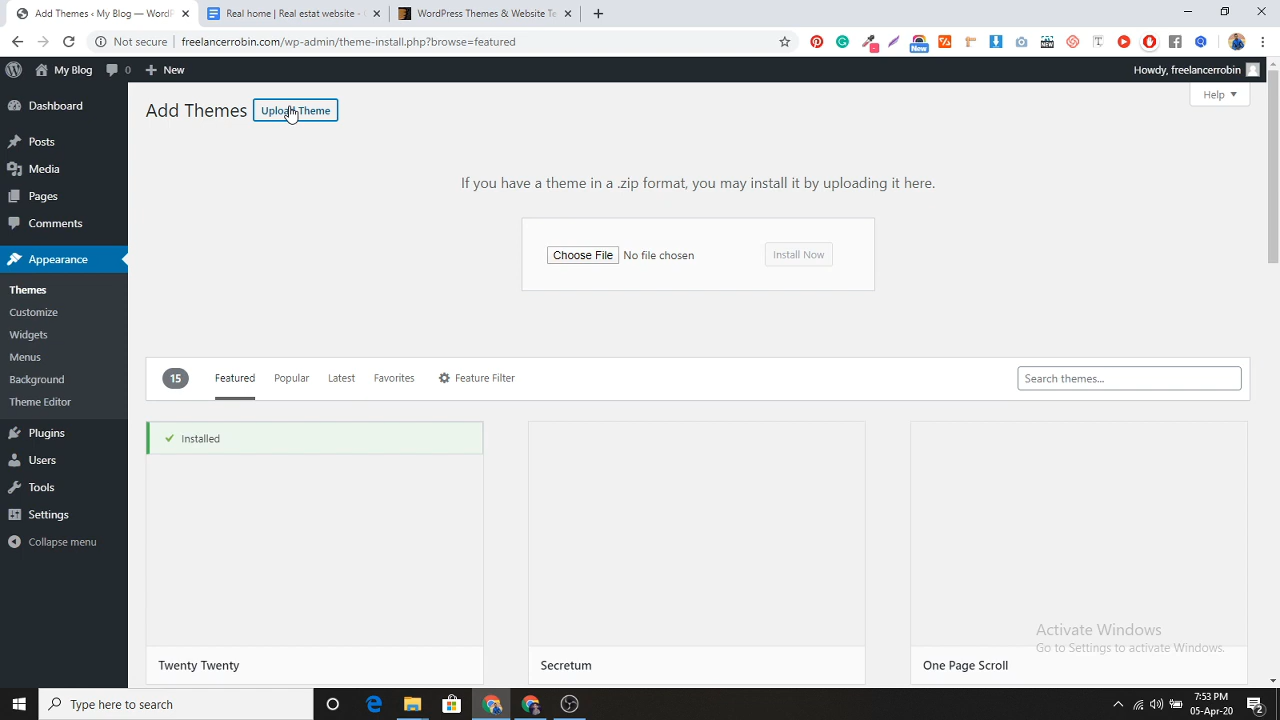 Add Themes ‹ My Blog — WordP
Real home | Real estat website -
WordPress Themes & Website Te
Not secure | freelancerrobin.com/wp-admin/theme-install.php?browse=featured
New
NEW
My Blog
0
New
Howdy, freelancerrobin
Dashboard
Posts
Media
Pages
Comments
Appearance
Themes
Customize
Widgets
Menus
Background
Theme Editor
Plugins
Users
Tools
Settings
Collapse menu
Add Themes
Upload Theme
Help
If you have a theme in a .zip format, you may install it by uploading it here.
Choose File No file chosen
Install Now
15
Featured
Popular
Latest
Favorites
Feature Filter
Search themes...
Installed
Twenty Twenty
Secretum
One Page Scroll
Activate Windows
Go to Settings to activate Windows.
Type here to search
7:53 PM
05-Apr-20
2